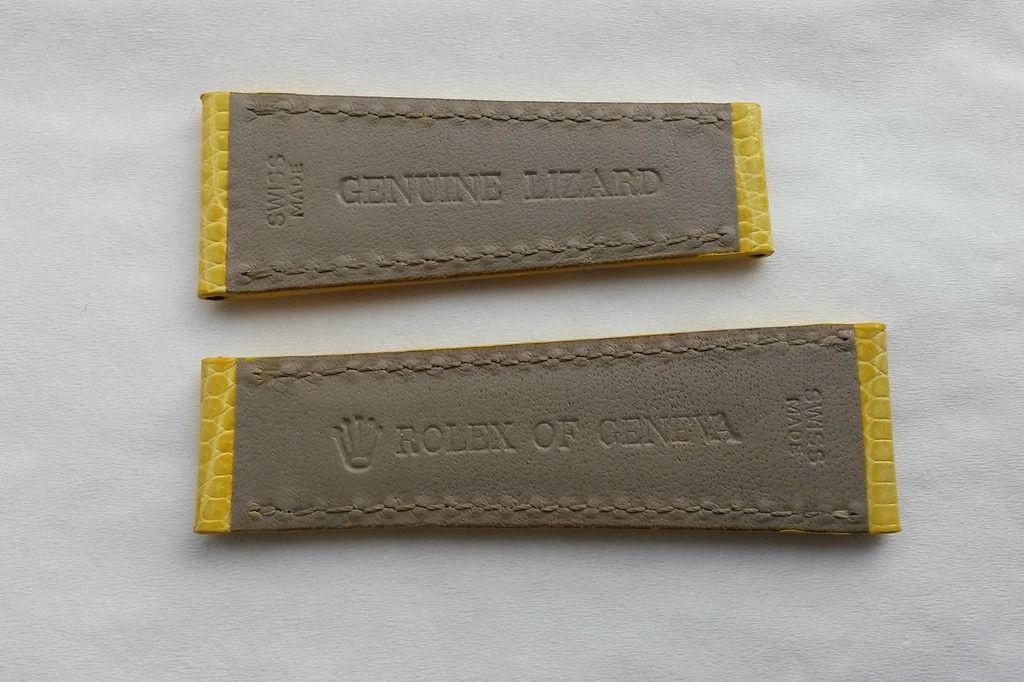 SWISS
MADE
GENUINE LIZARD
ROLEX OF GENEVA
SWISS
MADE